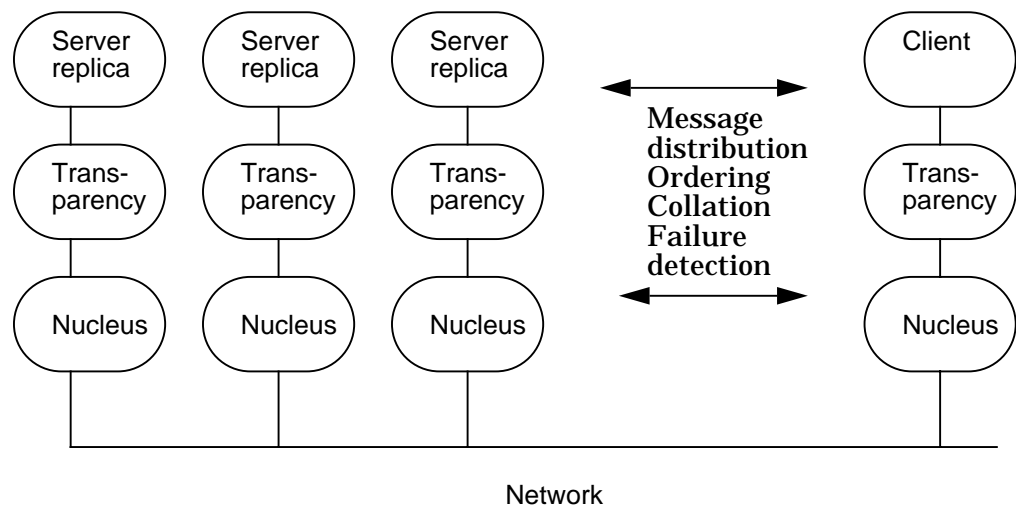 Server
replica
Server
replica
Server
replica
Client
Message
distribution
Ordering
Collation
Failure
detection
Trans-
parency
Trans-
parency
Trans-
parency
Trans-
parency
Nucleus
Nucleus
Nucleus
Nucleus
Network